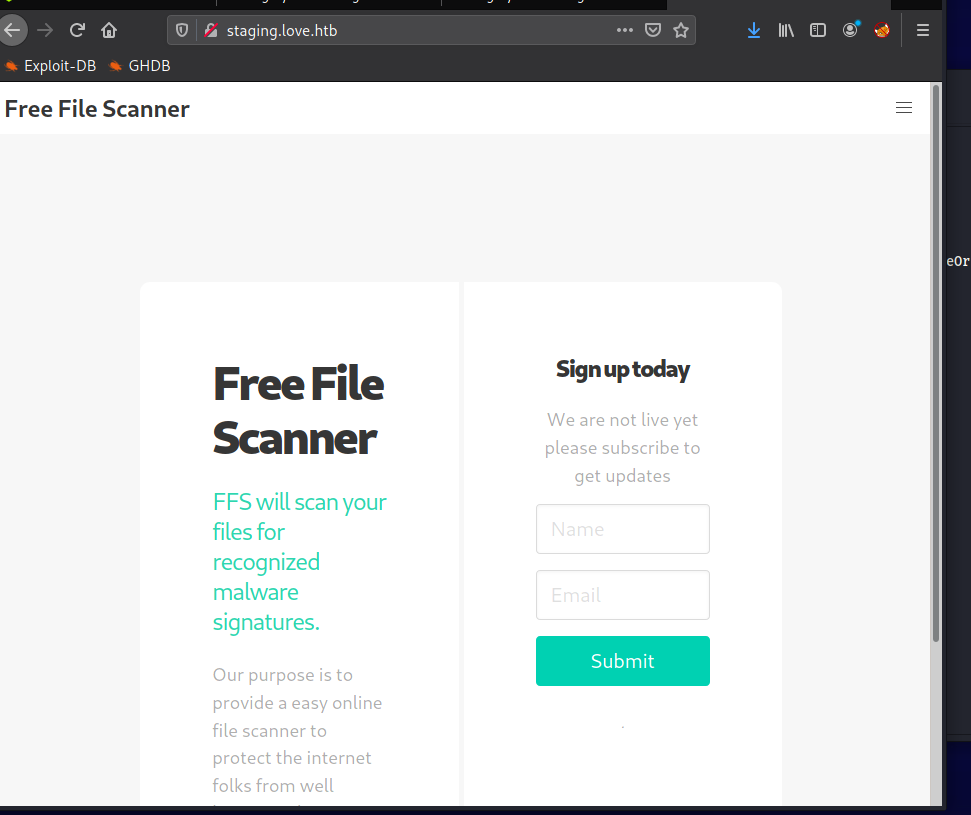 staging.love.htb
Exploit-DB
GHDB
Free File Scanner
eOr
Free File
Scanner
FFS will scan your
files for
recognized
malware
signatures.
Our purpose is to
provide a easy online
file scanner to
protect the internet
folks from well
Sign up today
We are not live yet
please subscribe to
get updates
Name
Email
Submit
.